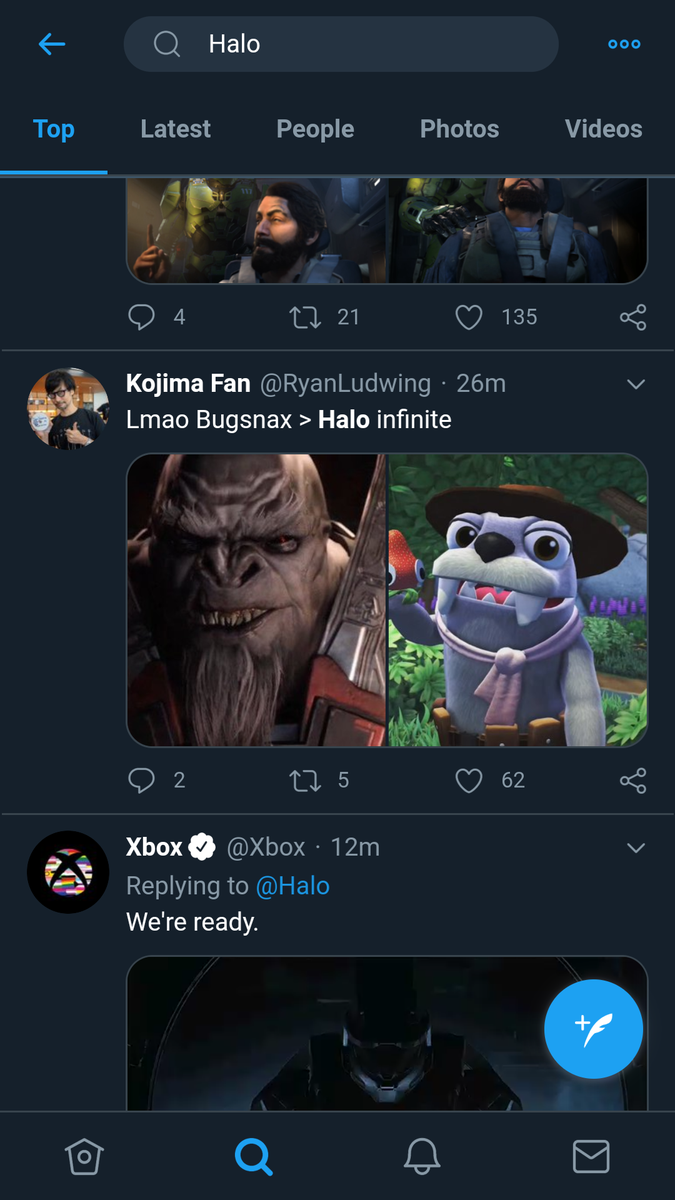 Halo
Top Latest People Photos Videos
4 21 135
Kojima Fan @RyanLudwing · 26m
Lmao Bugsnax > Halo infinite
2 5 62
Xbox @Xbox · 12m
Replying to @Halo
We're ready.